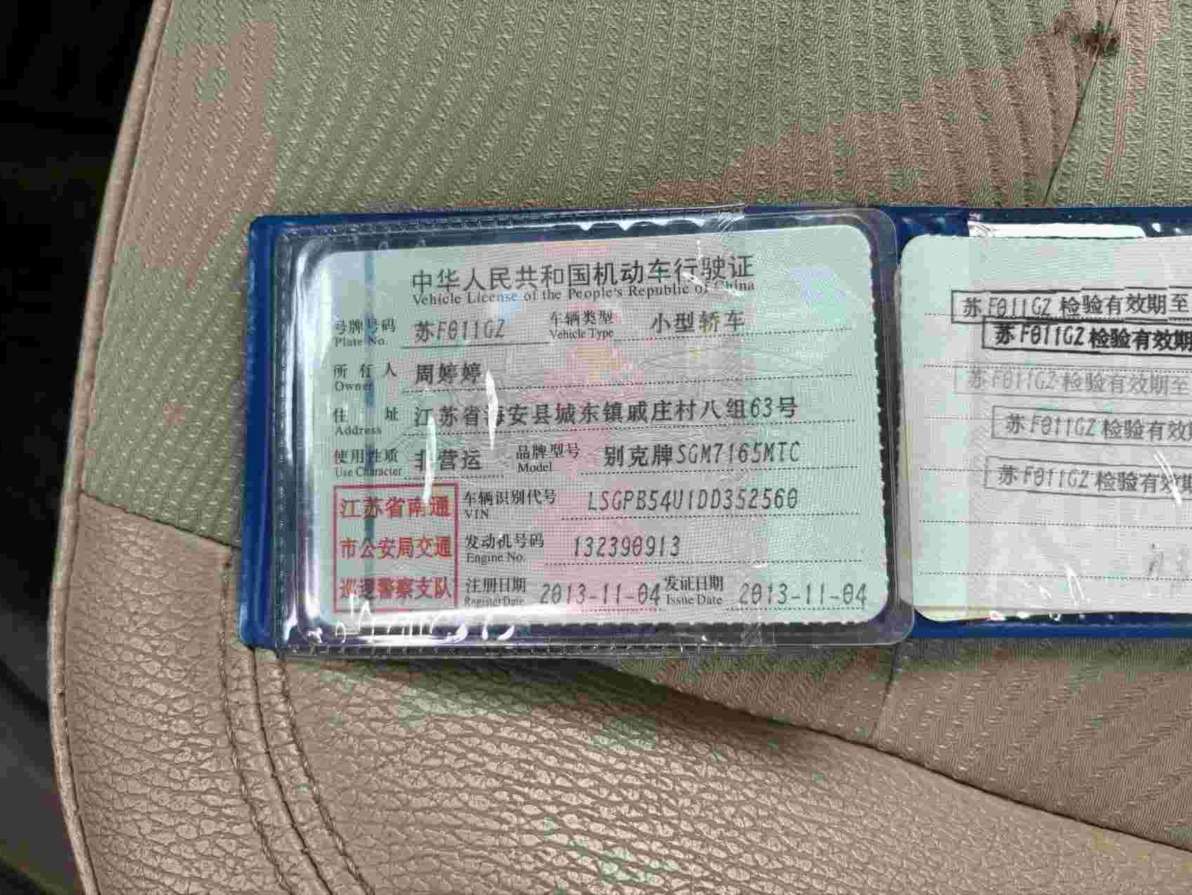 中华人民共和国机动车行驶证
Vehicle License of the People's Republic of China
号牌号码 苏F011GZ 车辆类型 小型轿车
Plate No. Vehicle Type
所有人 周婷婷
Owner
住址 江苏省海安县城东镇戚庄村八组63号
Address
使用性质 非营运 品牌型号 别克牌SGM7165MTC
Use Character Model
江苏省南通
市公安局交通
巡逻警察支队
车辆识别代号 LSGPB54U1DD352560
VIN
发动机号码 132390913
Engine No.
注册日期 2013-11-04 发证日期 2013-11-04
Register Date Issue Date
苏F011GZ 检验有效期至
苏F011GZ 检验有效期
苏F011GZ 检验有效期至
苏F011GZ 检验有效
苏F011GZ 检验有效